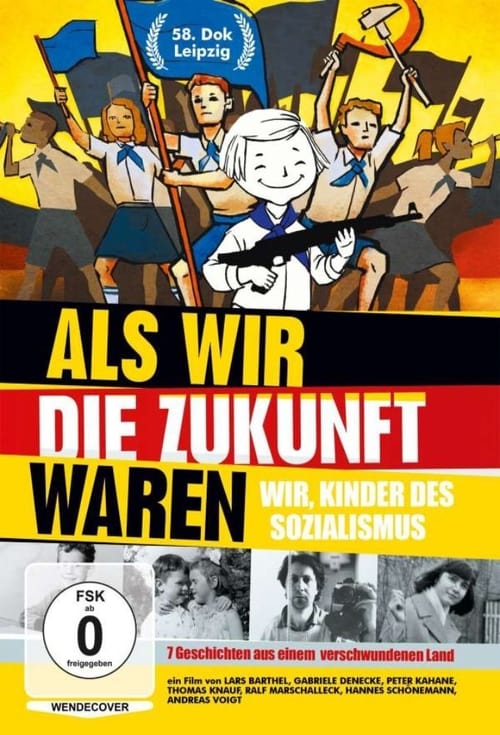 58. Dok
Leipzig
ALS WIR
DIE ZUKUNFT
WAREN
WIR, KINDER DES
SOZIALISMUS
FSK
ab
0
freigegeben
WENDECOVER
7 Geschichten aus einem verschwundenen Land
ein Film von LARS BARTHEL, GABRIELE DENECKE, PETER KAHANE,
THOMAS KNAUF, RALF MARSCHALLECK, HANNES SCHÖNEMANN,
ANDREAS VOIGT